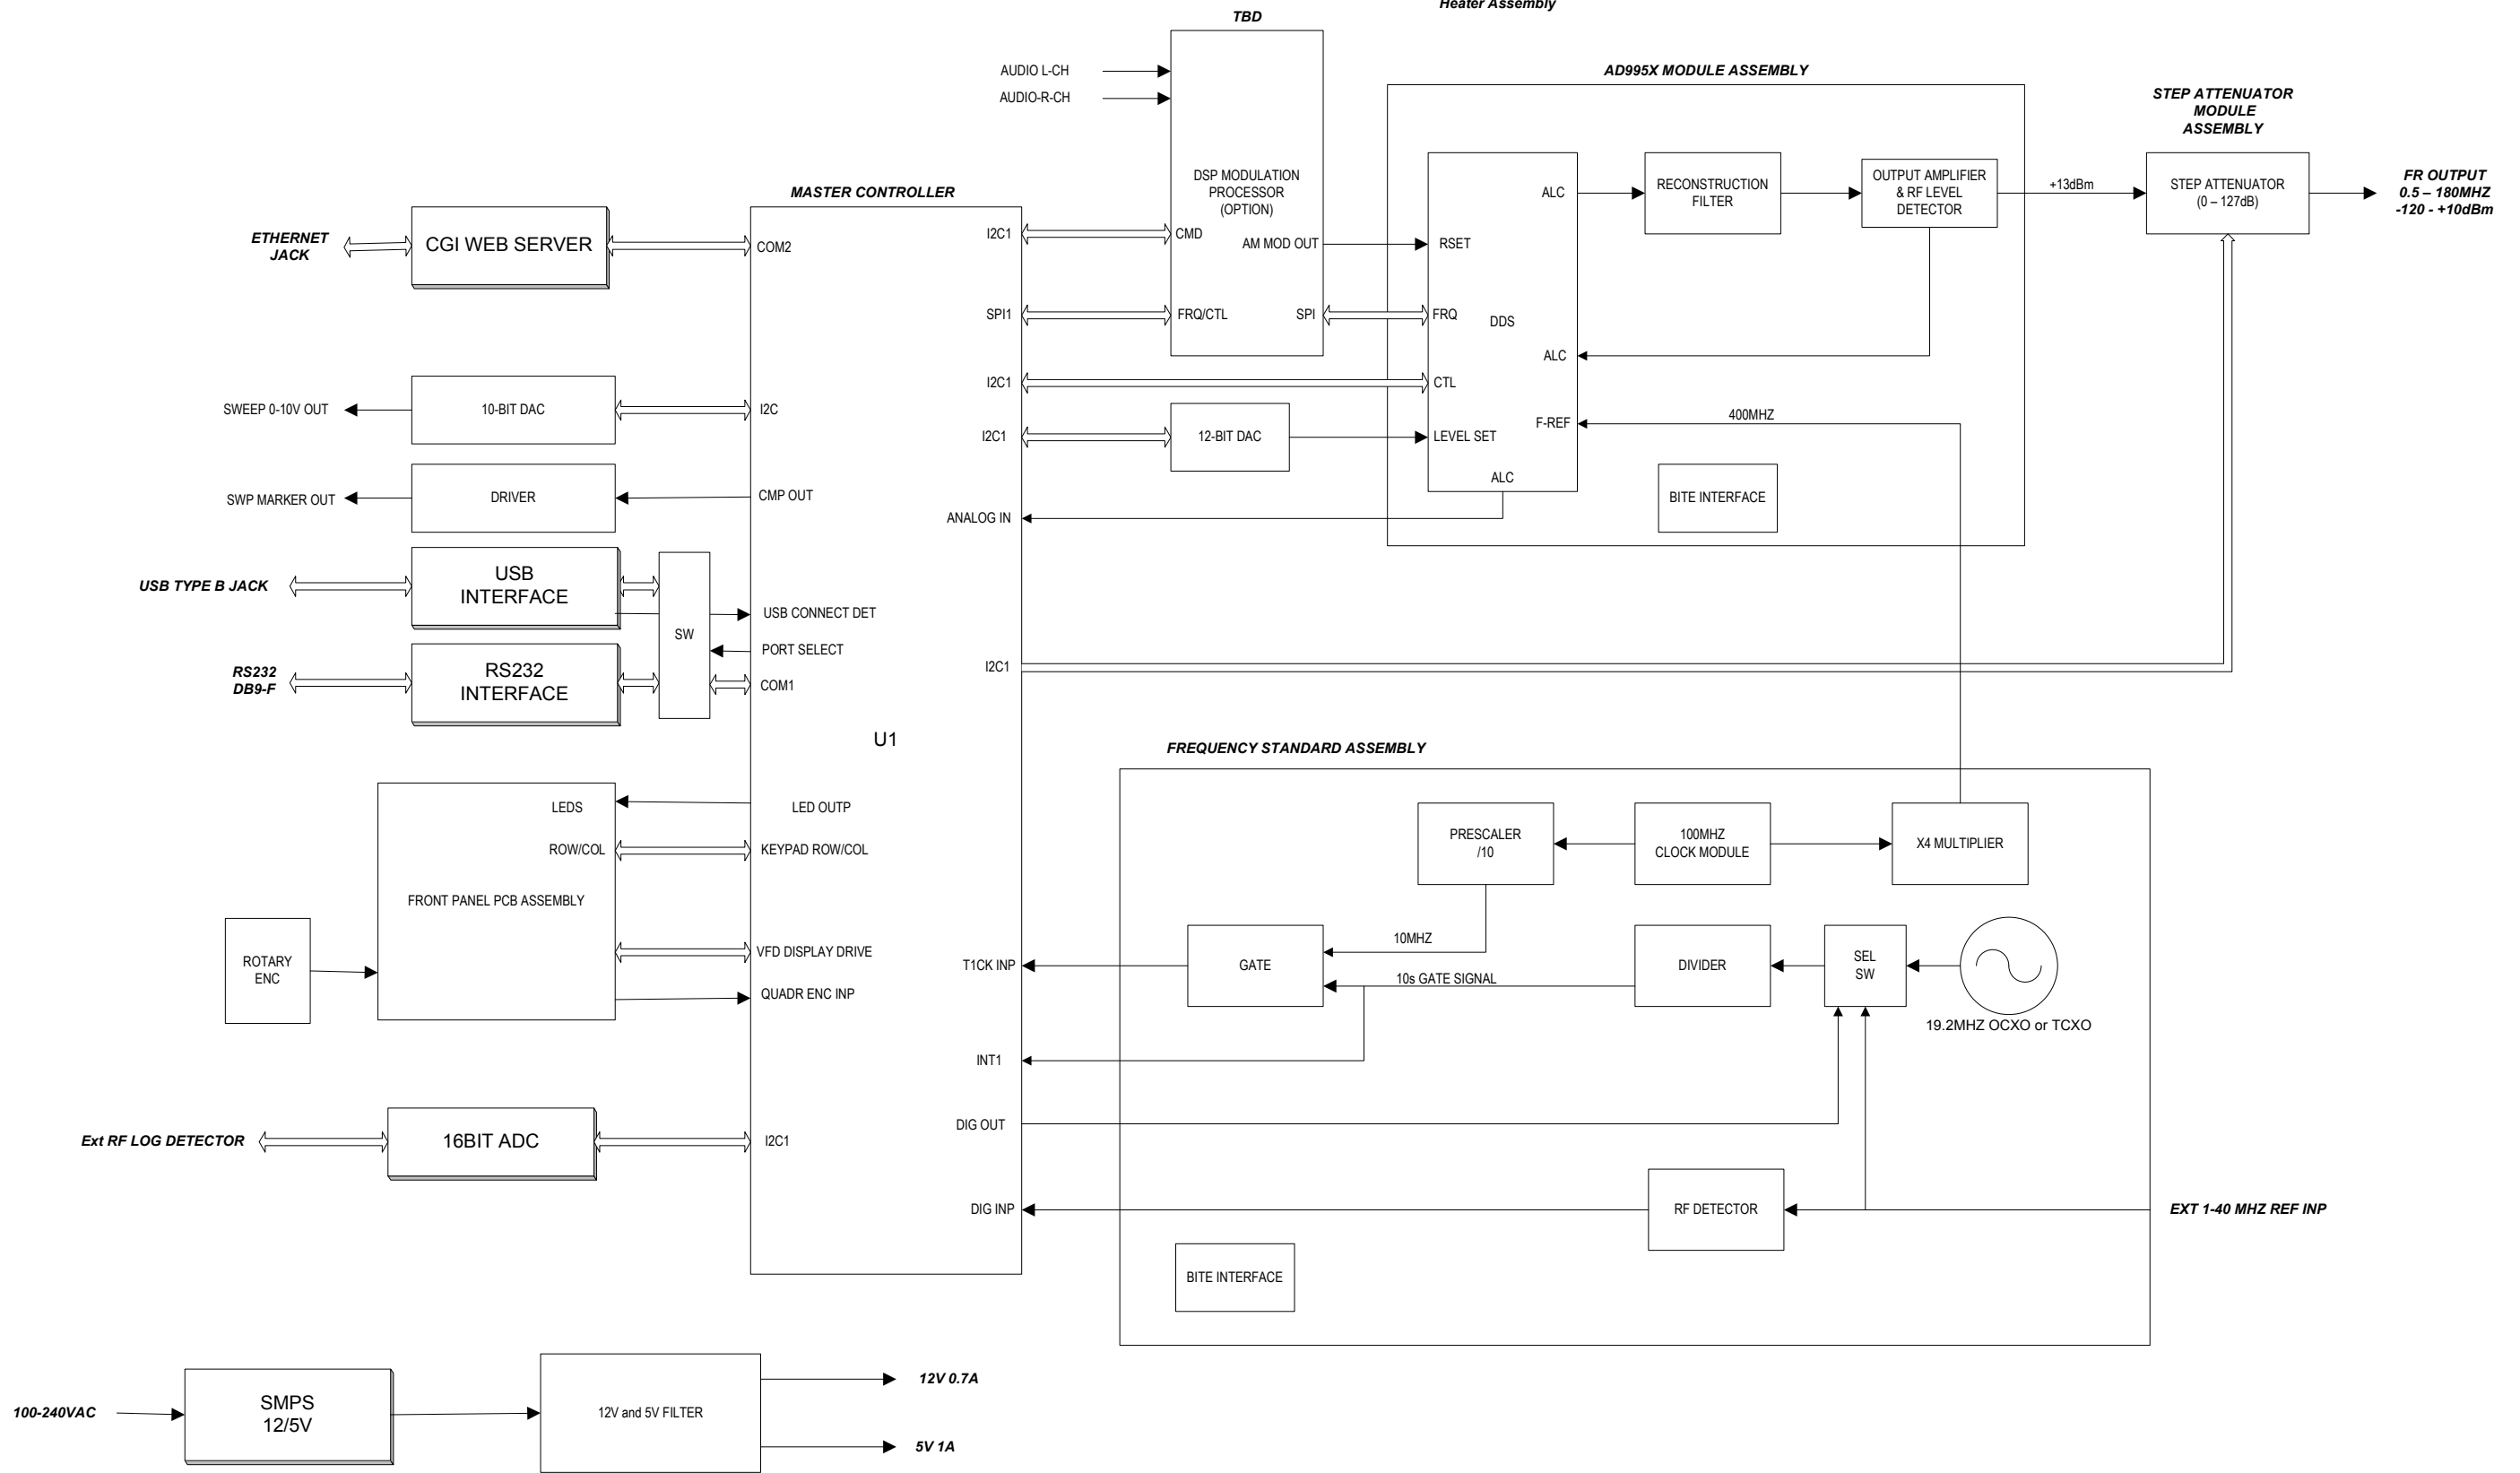 Heater Assembly
TBD
AUDIO L-CH
AUDIO-R-CH
DSP MODULATION
PROCESSOR
(OPTION)
CMD
AM MOD OUT
FRQ/CTL
SPI
AD995X MODULE ASSEMBLY
RSET
FRQ
DDS
CTL
LEVEL SET
ALC
ALC
F-REF
ALC
RECONSTRUCTION
FILTER
OUTPUT AMPLIFIER
& RF LEVEL
DETECTOR
400MHZ
BITE INTERFACE
+13dBm
STEP ATTENUATOR
MODULE
ASSEMBLY
STEP ATTENUATOR
(0 – 127dB)
FR OUTPUT
0.5 – 180MHZ
-120 - +10dBm
12-BIT DAC
MASTER CONTROLLER
COM2
I2C
CMP OUT
USB CONNECT DET
PORT SELECT
COM1
U1
LED OUTP
KEYPAD ROW/COL
VFD DISPLAY DRIVE
QUADR ENC INP
I2C1
I2C1
SPI1
I2C1
I2C1
ANALOG IN
I2C1
T1CK INP
INT1
DIG OUT
DIG INP
ETHERNET
JACK
CGI WEB SERVER
SWEEP 0-10V OUT
10-BIT DAC
SWP MARKER OUT
DRIVER
USB TYPE B JACK
USB
INTERFACE
SW
RS232
DB9-F
RS232
INTERFACE
LEDS
ROW/COL
FRONT PANEL PCB ASSEMBLY
ROTARY
ENC
Ext RF LOG DETECTOR
16BIT ADC
FREQUENCY STANDARD ASSEMBLY
PRESCALER
/10
100MHZ
CLOCK MODULE
X4 MULTIPLIER
10MHZ
GATE
10s GATE SIGNAL
DIVIDER
SEL
SW
19.2MHZ OCXO or TCXO
RF DETECTOR
EXT 1-40 MHZ REF INP
BITE INTERFACE
100-240VAC
SMPS
12/5V
12V and 5V FILTER
12V 0.7A
5V 1A